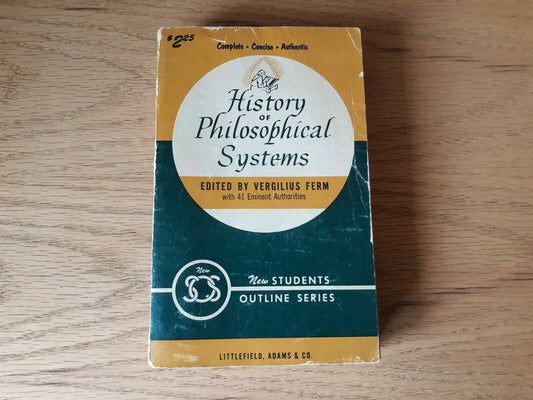 $2.25
Complete • Concise • Authentic
History
OF
Philosophical
Systems
EDITED BY VERGILIUS FERM
with 41 Eminent Authorities
New
SOS
New STUDENTS
OUTLINE SERIES
LITTLEFIELD, ADAMS & CO.